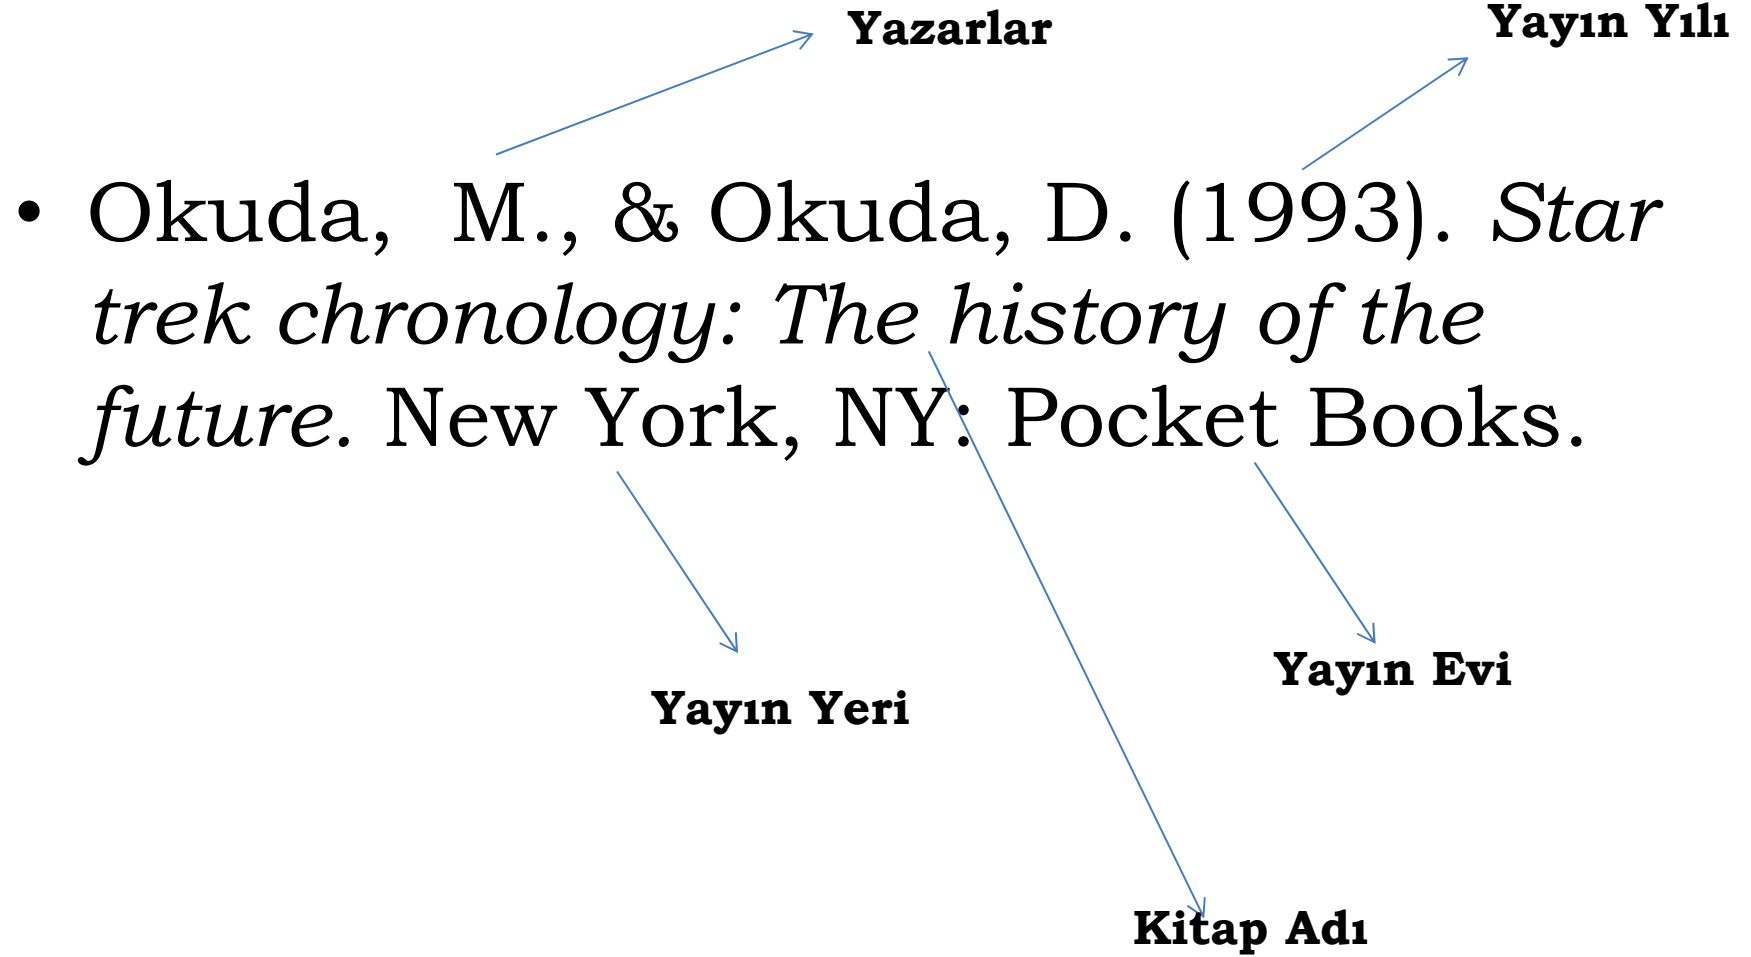 Yazarlar
Yayın Yılı
• Okuda, M., & Okuda, D. (1993). Star
trek chronology: The history of the
future. New York, NY: Pocket Books.
Yayın Evi
Yayın Yeri
Kitap Adı